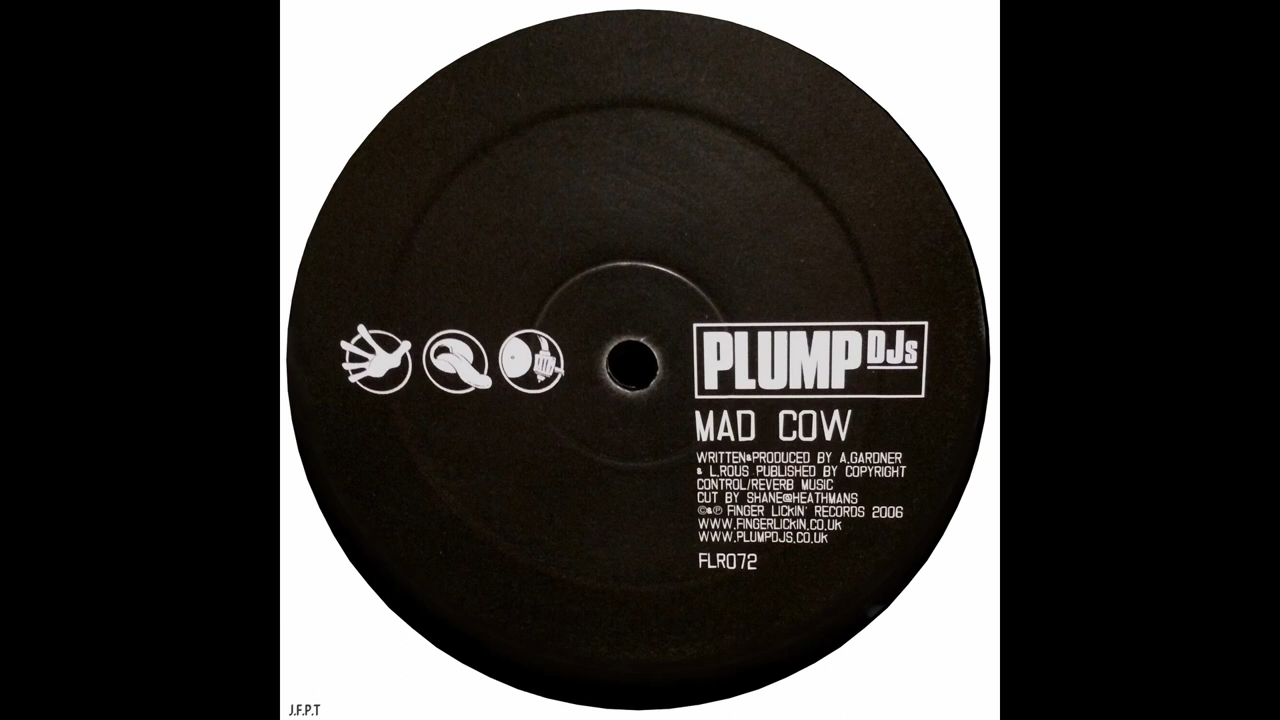 PLUMP DJs
MAD COW
WRITTEN&PRODUCED BY A.GARDNER
& L.ROUS PUBLISHED BY COPYRIGHT
CONTROL/REVERB MUSIC
CUT BY SHANE@HEATHMANS
©&℗ FINGER LICKIN' RECORDS 2006
WWW.FINGERLICKIN.CO.UK
WWW.PLUMPDJS.CO.UK
FLR072
J.F.P.T